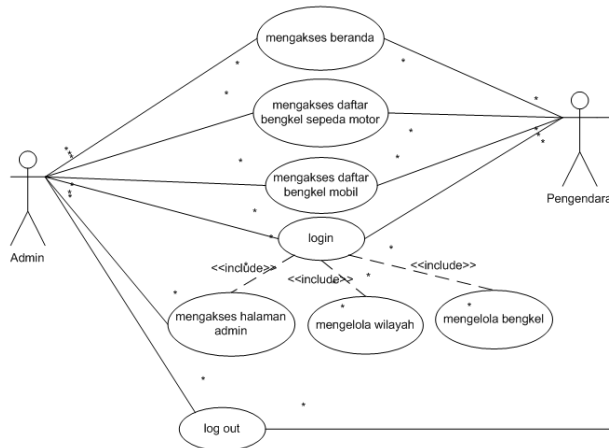 mengakses beranda
mengakses daftar
bengkel sepeda motor
mengakses daftar
bengkel mobil
Admin
Pengendara
login
<<include>>
<<include>>
<<include>>
mengakses halaman
admin
mengelola wilayah
mengelola bengkel
log out